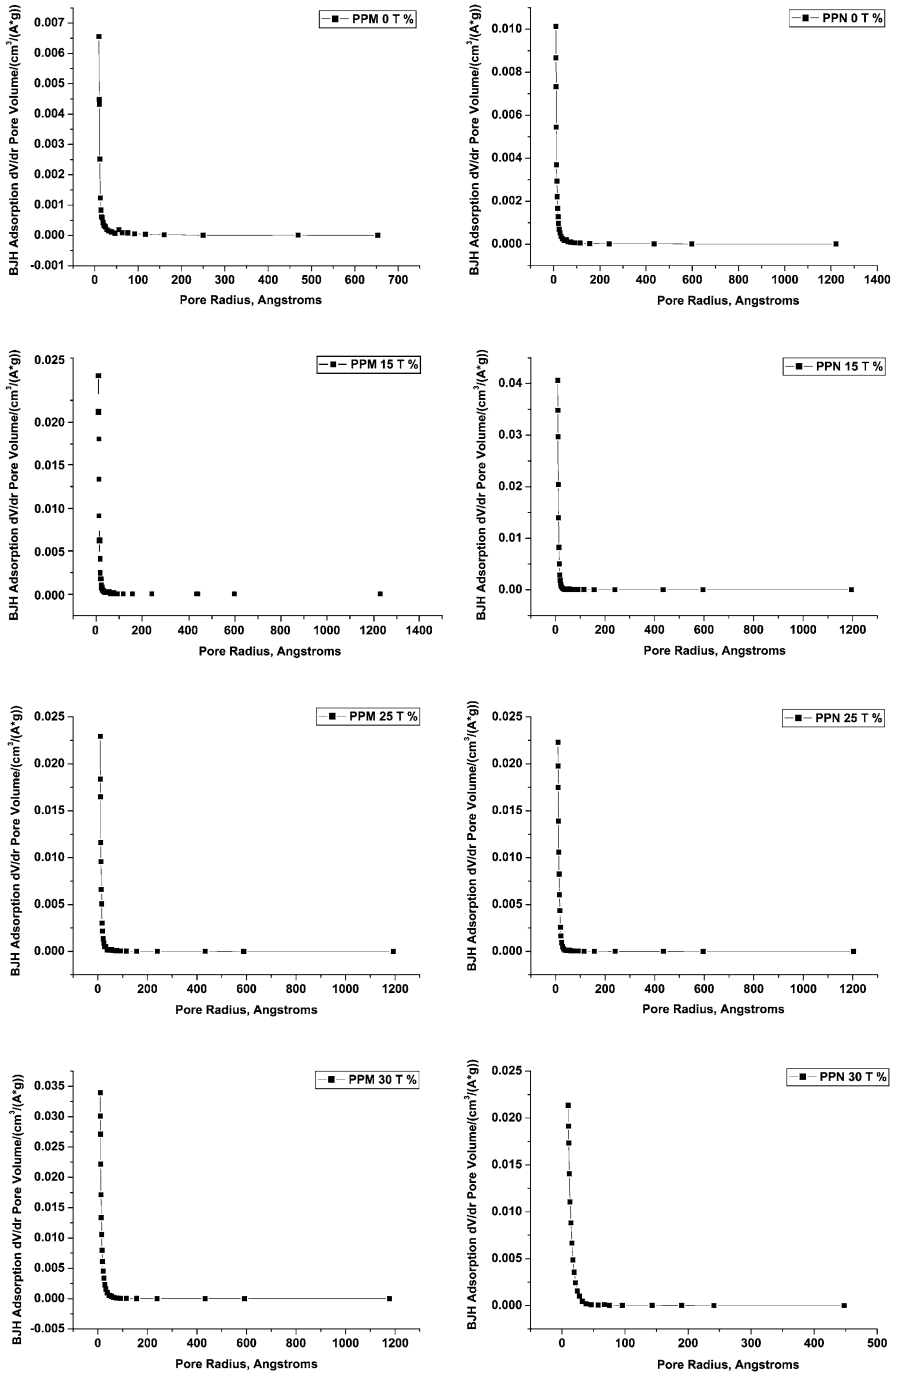 BJH Adsorption dV/dr Pore Volume/(cm³/(A*g))
0.007
0.006
0.005
0.004
0.003
0.002
0.001
0.000
-0.001
PPM 0 T %
0 100 200 300 400 500 600 700
Pore Radius, Angstroms
BJH Adsorption dV/dr Pore Volume/(cm³/(A*g))
0.010
0.008
0.006
0.004
0.002
0.000
PPN 0 T %
0 200 400 600 800 1000 1200 1400
Pore Radius, Angstroms
BJH Adsorption dV/dr Pore Volume/(cm³/(A*g))
0.025
0.020
0.015
0.010
0.005
0.000
PPM 15 T %
0 200 400 600 800 1000 1200 1400
Pore Radius, Angstroms
BJH Adsorption dV/dr Pore Volume/(cm³/(A*g))
0.04
0.03
0.02
0.01
0.00
PPN 15 T %
0 200 400 600 800 1000 1200
Pore Radius, Angstroms
BJH Adsorption dV/dr Pore Volume/(cm³/(A*g))
0.025
0.020
0.015
0.010
0.005
0.000
PPM 25 T %
0 200 400 600 800 1000 1200
Pore Radius, Angstroms
BJH Adsorption dV/dr Pore Volume/(cm³/(A*g))
0.025
0.020
0.015
0.010
0.005
0.000
PPN 25 T %
0 200 400 600 800 1000 1200
Pore Radius, Angstroms
BJH Adsorption dV/dr Pore Volume/(cm³/(A*g))
0.035
0.030
0.025
0.020
0.015
0.010
0.005
0.000
-0.005
PPM 30 T %
0 200 400 600 800 1000 1200
Pore Radius, Angstroms
BJH Adsorption dV/dr Pore Volume/(cm³/(A*g))
0.025
0.020
0.015
0.010
0.005
0.000
PPN 30 T %
0 100 200 300 400 500
Pore Radius, Angstroms